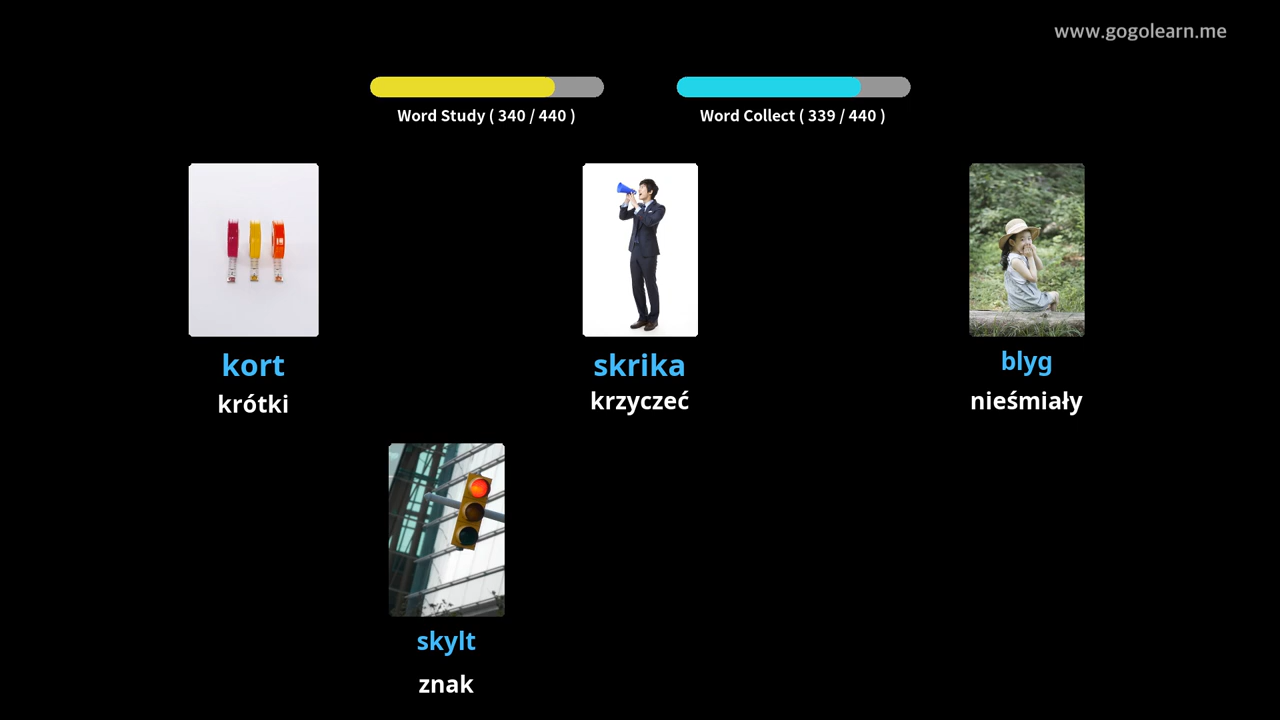 www.gogolearn.me
Word Study ( 340 / 440 )
Word Collect ( 339 / 440 )
kort
krótki
skrika
krzyczeć
blyg
nieśmiały
skylt
znak